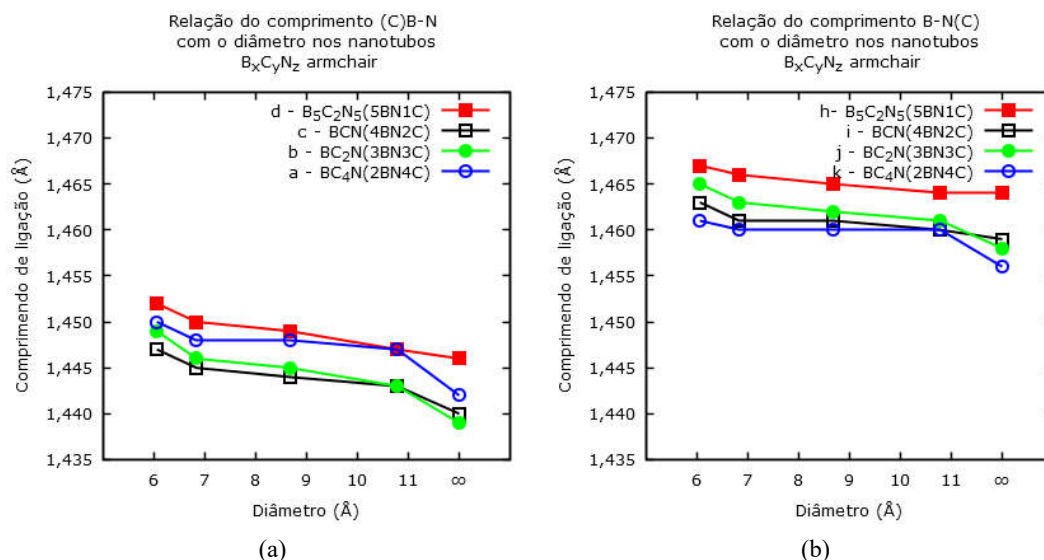 Relação do comprimento (C)B-N
com o diâmetro nos nanotubos
BxCyNz armchair
1,475
1,470
1,465
1,460
1,455
1,450
1,445
1,440
1,435
Comprimendo de ligação (Å)
d - B5C2N5(5BN1C)
c - BCN(4BN2C)
b - BC2N(3BN3C)
a - BC4N(2BN4C)
6 7 8 9 10 11 ∞
Diâmetro (Å)
(a)
Relação do comprimento B-N(C)
com o diâmetro nos nanotubos
BxCyNz armchair
1,475
1,470
1,465
1,460
1,455
1,450
1,445
1,440
1,435
Comprimendo de ligação (Å)
h- B5C2N5(5BN1C)
i - BCN(4BN2C)
j - BC2N(3BN3C)
k - BC4N(2BN4C)
6 7 8 9 10 11 ∞
Diâmetro (Å)
(b)